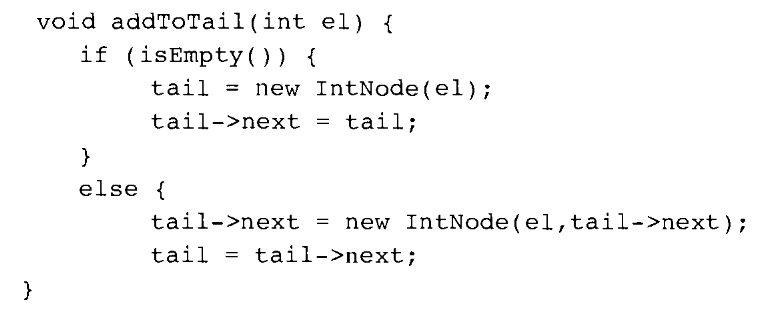 void addToTail(int el) {
    if (isEmpty()) {
        tail = new IntNode(el);
        tail->next = tail;
    }
    else {
        tail->next = new IntNode(el,tail->next);
        tail = tail->next;
}